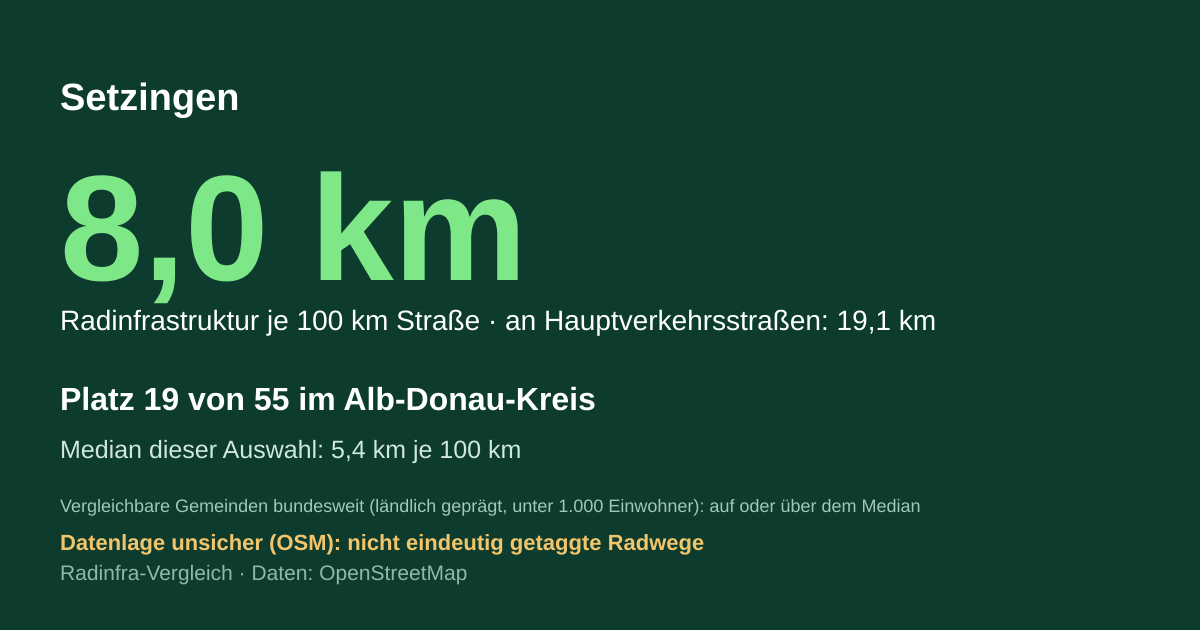 Setzingen
8,0 km
Radinfrastruktur je 100 km Straße · an Hauptverkehrsstraßen: 19,1 km
Platz 19 von 55 im Alb-Donau-Kreis
Median dieser Auswahl: 5,4 km je 100 km
Vergleichbare Gemeinden bundesweit (ländlich geprägt, unter 1.000 Einwohner): auf oder über dem Median
Datenlage unsicher (OSM): nicht eindeutig getaggte Radwege
Radinfra-Vergleich · Daten: OpenStreetMap